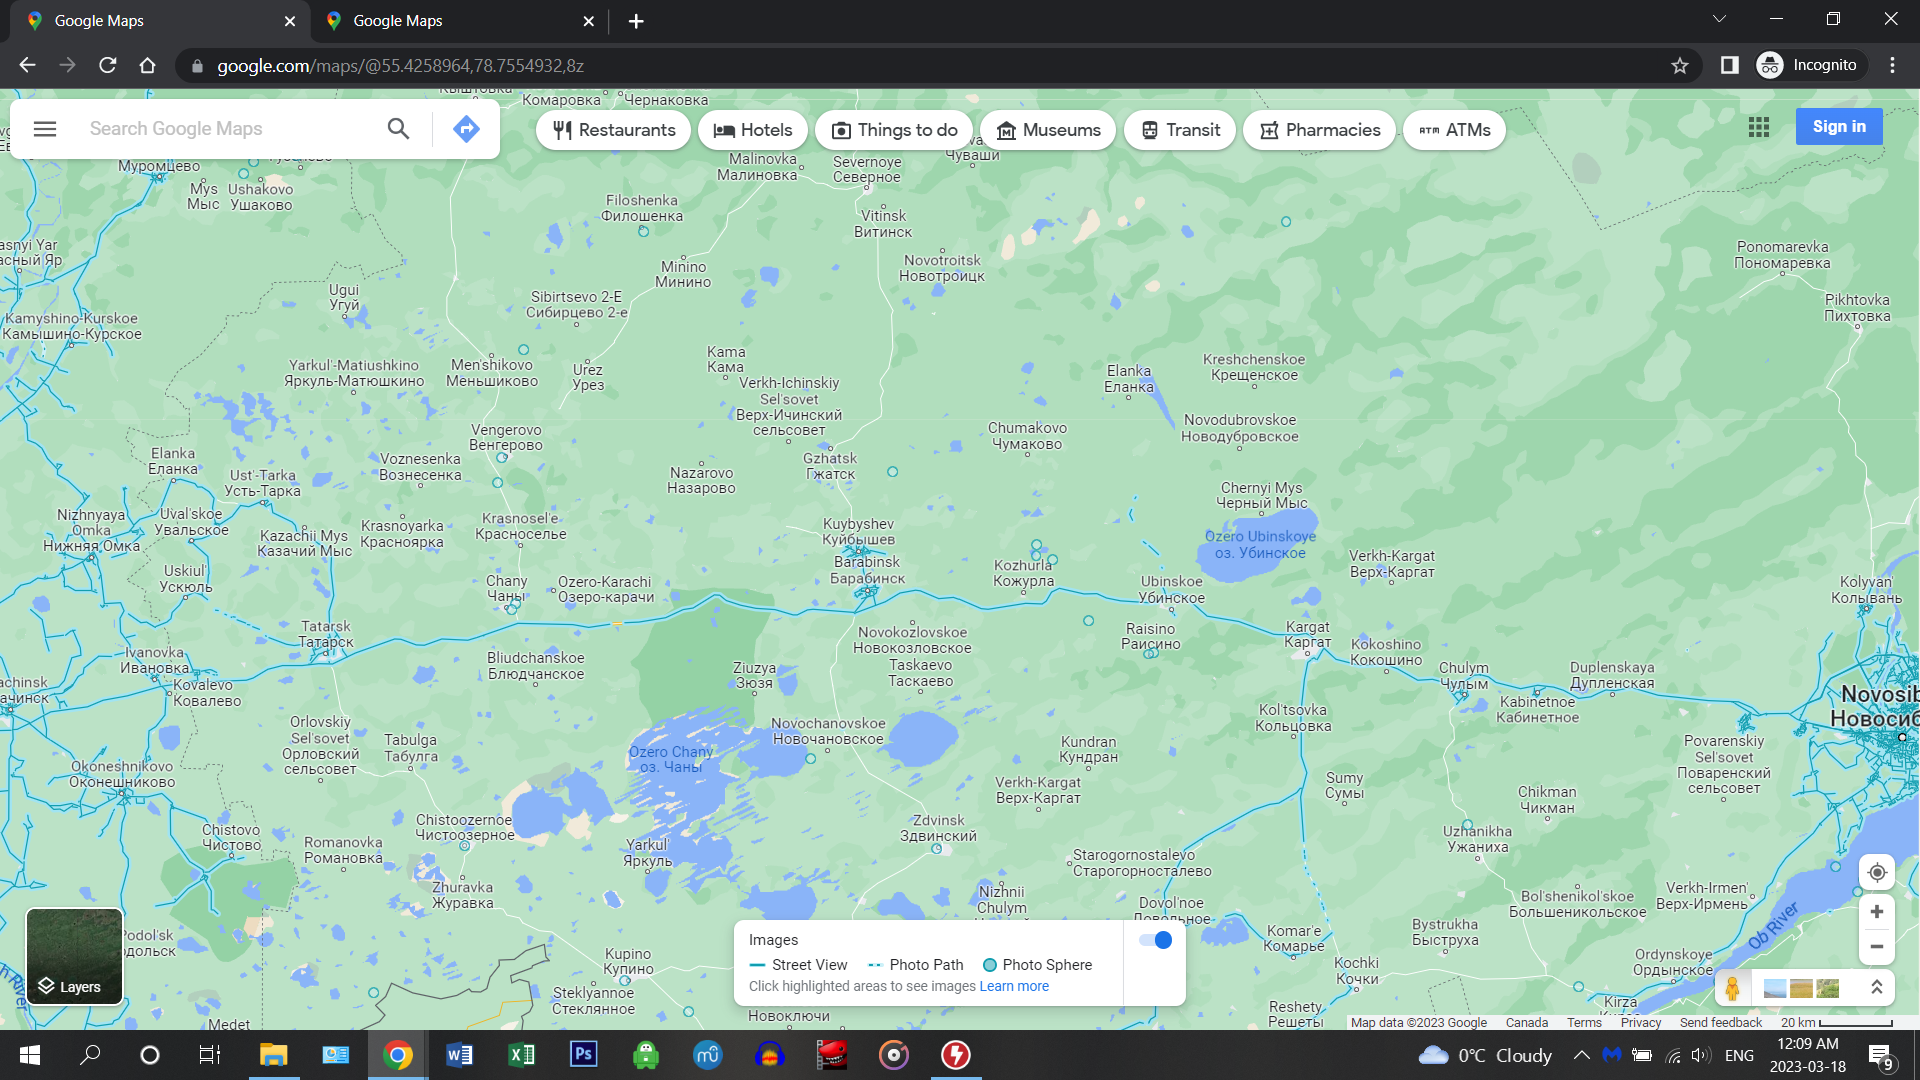 Google Maps
Google Maps
google.com/maps/@55.4258964,78.7554932,8z
Incognito
Search Google Maps
Restaurants
Hotels
Things to do
Museums
Transit
Pharmacies
ATM
ATMs
Sign in
Комаровка
Чернаковка
Муромцево
Mys
Мыс
Ushakovo
Ушаково
Malinovka
Малиновка
Severnoye
Северное
Чуваши
Filoshenka
Филошенка
Vitinsk
Витинск
Ponomarevka
Пономаревка
Minino
Минино
Novotroitsk
Новотроицк
Ugui
Угуй
Sibirtsevo 2-E
Сибирцево 2-е
Pikhtovka
Пихтовка
Kamyshino-Kurskoe
Камышино-Курское
Yarkul'-Matiushkino
Яркуль-Матюшкино
Men'shikovo
Меньшиково
Urez
Урез
Kama
Кама
Verkh-Ichinskiy
Sel'sovet
Верх-Ичинский
сельсовет
Elanka
Еланка
Kreshchenskoe
Крещенское
Novodubrovskoe
Новодубровское
Chumakovo
Чумаково
Vengerovo
Венгерово
Voznesenka
Вознесенка
Elanka
Еланка
Ust'-Tarka
Усть-Тарка
Nazarovo
Назарово
Gzhatsk
Гжатск
Chernyi Mys
Черный Мыс
Ozero Ubinskoye
оз. Убинское
Nizhnyaya
Omka
Нижняя Омка
Uval'skoe
Увальское
Kazachii Mys
Казачий Мыс
Krasnoyarka
Красноярка
Krasnosel'e
Красноселье
Kuybyshev
Куйбышев
Barabinsk
Барабинск
Kozhurla
Кожурла
Ubinskoe
Убинское
Verkh-Kargat
Верх-Каргат
Kolyvan'
Колывань
Uskiul'
Ускюль
Chany
Чаны
Ozero-Karachi
Озеро-карачи
Tatarsk
Татарск
Ivanovka
Ивановка
Kovalevo
Ковалево
Bliudchanskoe
Блюдчанское
Ziuzya
Зюзя
Novokozlovskoe
Новокозловское
Taskaevo
Таскаево
Raisino
Раисино
Kargat
Каргат
Kokoshino
Кокошино
Chulym
Чулым
Duplenskaya
Дупленская
Kabinetnoe
Кабинетное
Novosib
Новосиб
Orlovskiy
Sel'sovet
Орловский
сельсовет
Tabulga
Табулга
Ozero Chany
оз. Чаны
Novochanovskoe
Новочановское
Kundran
Кундран
Kol'tsovka
Кольцовка
Povarenskiy
Sel'sovet
Поваренский
сельсовет
Okoneshnikovo
Оконешниково
Verkh-Kargat
Верх-Каргат
Sumy
Сумы
Chikman
Чикман
Chistoozernoe
Чистоозерное
Chistovo
Чистово
Romanovka
Романовка
Yarkul'
Яркуль
Zdvinsk
Здвинский
Starogornostalevo
Старогорносталево
Uzhanikha
Ужаниха
Zhuravka
Журавка
Nizhnii
Chulym
Dovol'noe
Довольное
Bol'shenikol'skoe
Большеникольское
Verkh-Irmen'
Верх-Ирмень
Ob River
Podol'sk
одольск
Kupino
Купино
Komar'e
Комарье
Bystrukha
Быструха
Kochki
Кочки
Ordynskoye
Ордынское
Steklyannoe
Стеклянное
Medet
Новоключи
Reshety
Решеты
Kirza
Кирза
Layers
Images
Street View
Photo Path
Photo Sphere
Click highlighted areas to see images Learn more
Map data ©2023 Google
Canada
Terms
Privacy
Send feedback
20 km
0°C Cloudy
ENG
12:09 AM
2023-03-18
9